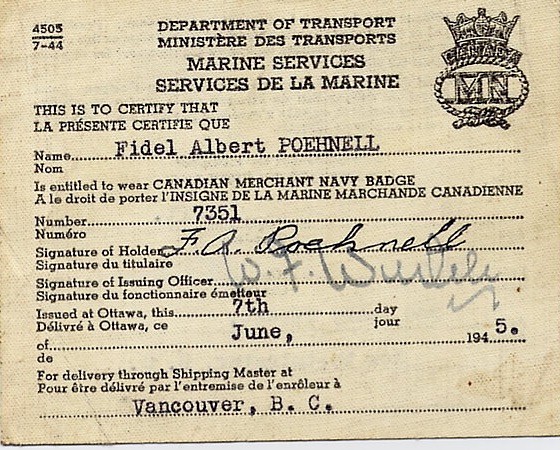 4505
7-44
DEPARTMENT OF TRANSPORT
MINISTÈRE DES TRANSPORTS
MARINE SERVICES
SERVICES DE LA MARINE
CANADA
MN
THIS IS TO CERTIFY THAT
LA PRÉSENTE CERTIFIE QUE
Name Fidel Albert POEHNELL
Nom
Is entitled to wear CANADIAN MERCHANT NAVY BADGE
A le droit de porter l'INSIGNE DE LA MARINE MARCHANDE CANADIENNE
Number 7351
Numéro
Signature of Holder F A Poehnell
Signature du titulaire
Signature of Issuing Officer W. F.
Signature du fonctionnaire émetteur
Issued at Ottawa, this 7th day
Délivré à Ottawa, ce jour
of June, 1945.
de
For delivery through Shipping Master at
Pour être délivré par l'entremise de l'enrôleur à
Vancouver, B. C.